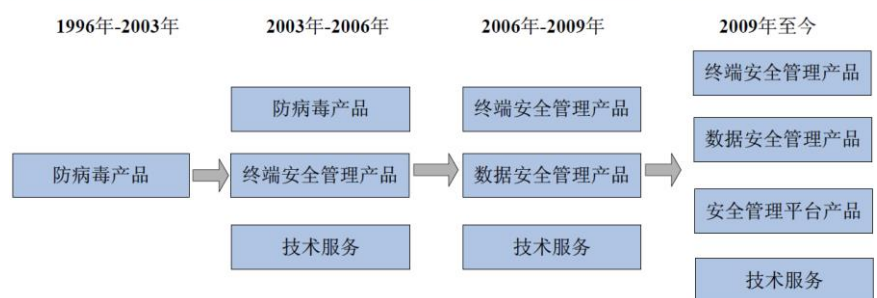 1996年-2003年
2003年-2006年
2006年-2009年
2009年至今
防病毒产品
防病毒产品
终端安全管理产品
技术服务
终端安全管理产品
数据安全管理产品
技术服务
终端安全管理产品
数据安全管理产品
安全管理平台产品
技术服务